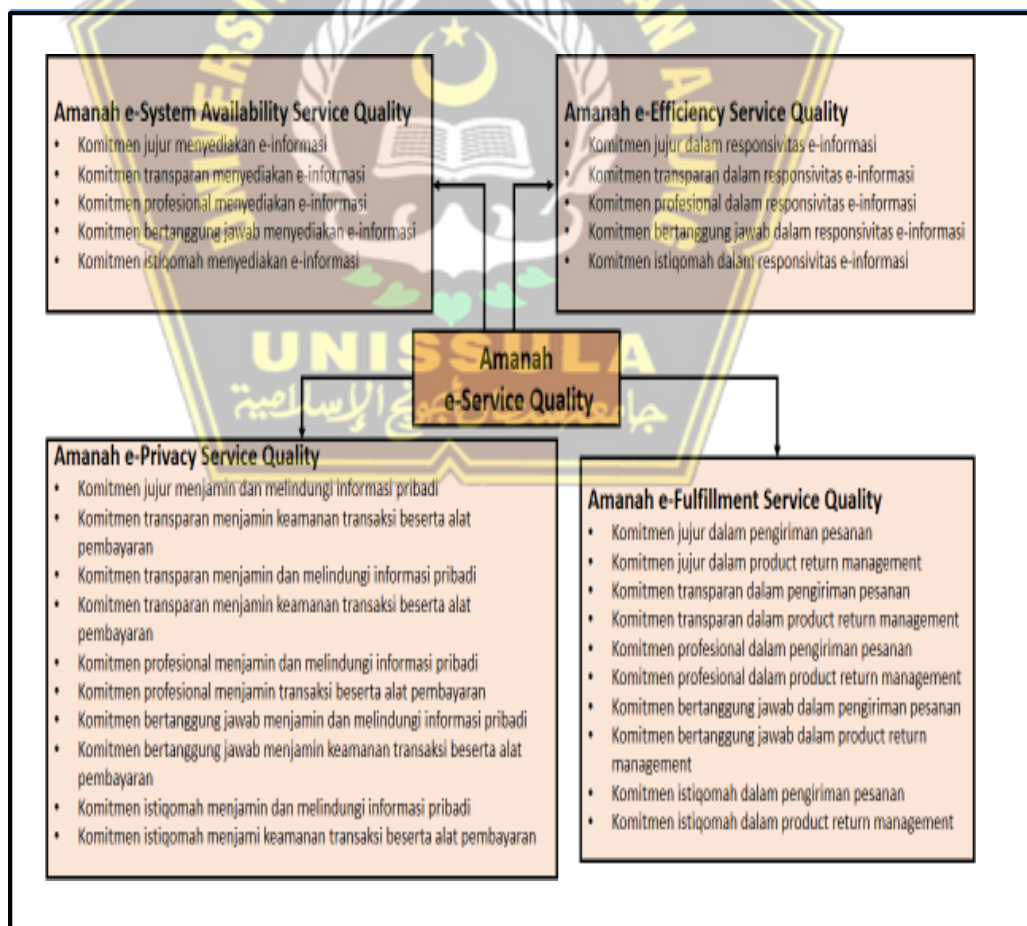 UNIVERSITAS ISLAM SULTAN AGUNG
Amanah e-System Availability Service Quality
• Komitmen jujur menyediakan e-informasi
• Komitmen transparan menyediakan e-informasi
• Komitmen profesional menyediakan e-informasi
• Komitmen bertanggung jawab menyediakan e-informasi
• Komitmen istiqomah menyediakan e-informasi
Amanah e-Efficiency Service Quality
• Komitmen jujur dalam responsivitas e-informasi
• Komitmen transparan dalam responsivitas e-informasi
• Komitmen profesional dalam responsivitas e-informasi
• Komitmen bertanggung jawab dalam responsivitas e-informasi
• Komitmen istiqomah dalam responsivitas e-informasi
UNISSULA
جامعة سلطان أجونج الإسلامية
Amanah
e-Service Quality
Amanah e-Privacy Service Quality
• Komitmen jujur menjamin dan melindungi informasi pribadi
• Komitmen transparan menjamin keamanan transaksi beserta alat
pembayaran
• Komitmen transparan menjamin dan melindungi informasi pribadi
• Komitmen transparan menjamin keamanan transaksi beserta alat
pembayaran
• Komitmen profesional menjamin dan melindungi informasi pribadi
• Komitmen profesional menjamin transaksi beserta alat pembayaran
• Komitmen bertanggung jawab menjamin dan melindungi informasi pribadi
• Komitmen bertanggung jawab menjamin keamanan transaksi beserta alat
pembayaran
• Komitmen istiqomah menjamin dan melindungi informasi pribadi
• Komitmen istiqomah menjami keamanan transaksi beserta alat pembayaran
Amanah e-Fulfillment Service Quality
• Komitmen jujur dalam pengiriman pesanan
• Komitmen jujur dalam product return management
• Komitmen transparan dalam pengiriman pesanan
• Komitmen transparan dalam product return management
• Komitmen profesional dalam pengiriman pesanan
• Komitmen profesional dalam product return management
• Komitmen bertanggung jawab dalam pengiriman pesanan
• Komitmen bertanggung jawab dalam product return
management
• Komitmen istiqomah dalam pengiriman pesanan
• Komitmen istiqomah dalam product return management